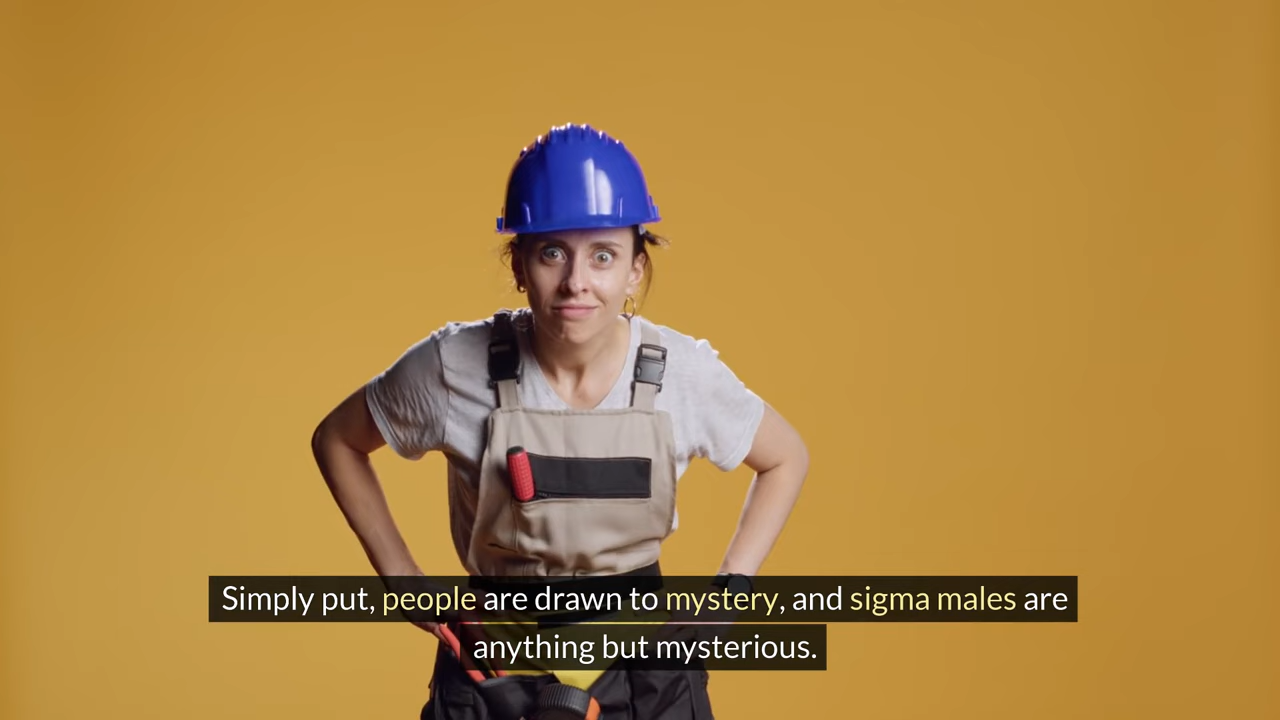 Simply put, people are drawn to mystery, and sigma males are
anything but mysterious.